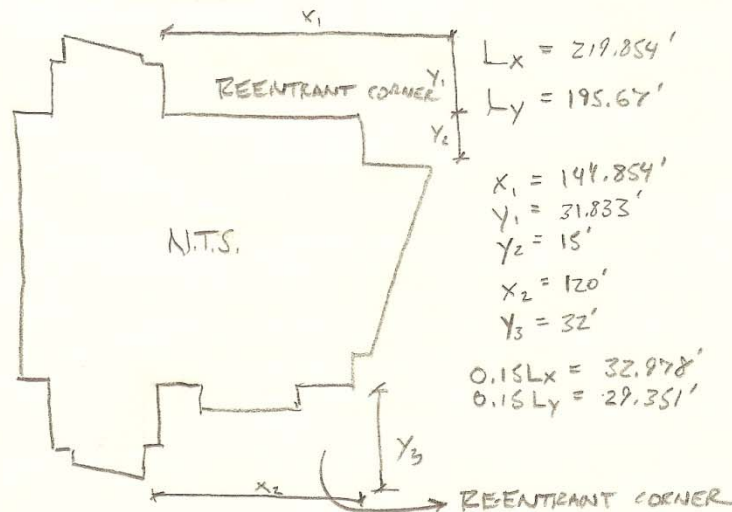 X₁
Lx = 219.854'
REENTRANT CORNER
Y₁
Ly = 195.67'
Y₂
X₁ = 144.854'
Y₁ = 31.833'
Y₂ = 15'
N.T.S.
X₂ = 120'
Y₃ = 32'
0.15Lx = 32.978'
0.15Ly = 29.351'
Y₃
X₂
REENTRANT CORNER